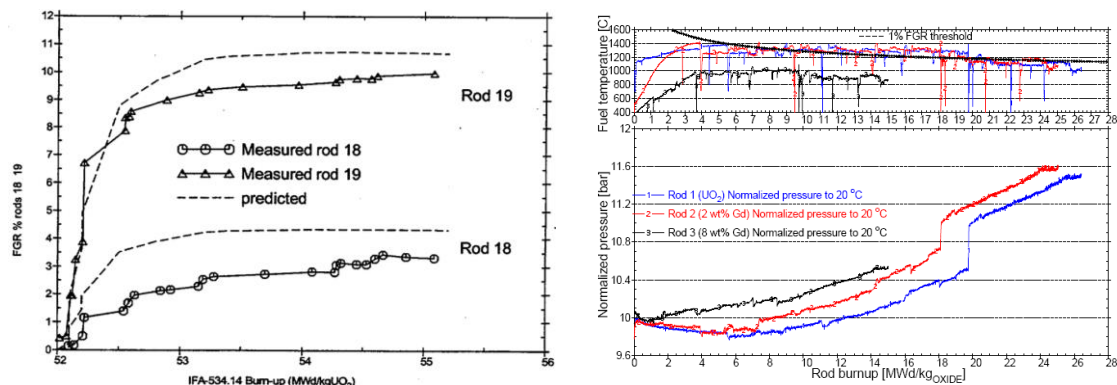 12
11
10
9
8
7
6
5
4
3
2
1
0
FGR % rods 18 19
Rod 19
Measured rod 18
Measured rod 19
predicted
Rod 18
52 53 54 55 56
IFA-534.14 Burn-up (MWd/kgUO2)
1600
1400
1200
1000
800
600
400
Fuel temperature [C]
1% FGR threshold
0 1 2 3 4 5 6 7 8 9 10 11 12 13 14 15 16 17 18 19 20 21 22 23 24 25 26 27 28
12
11.6
11.2
10.8
10.4
10
9.6
Normalized pressure [bar]
1 Rod 1 (UO2) Normalized pressure to 20 °C
2 Rod 2 (2 wt% Gd) Normalized pressure to 20 °C
3 Rod 3 (8 wt% Gd) Normalized pressure to 20 °C
0 2 4 6 8 10 12 14 16 18 20 22 24 26 28
Rod burnup [MWd/kgOXIDE]